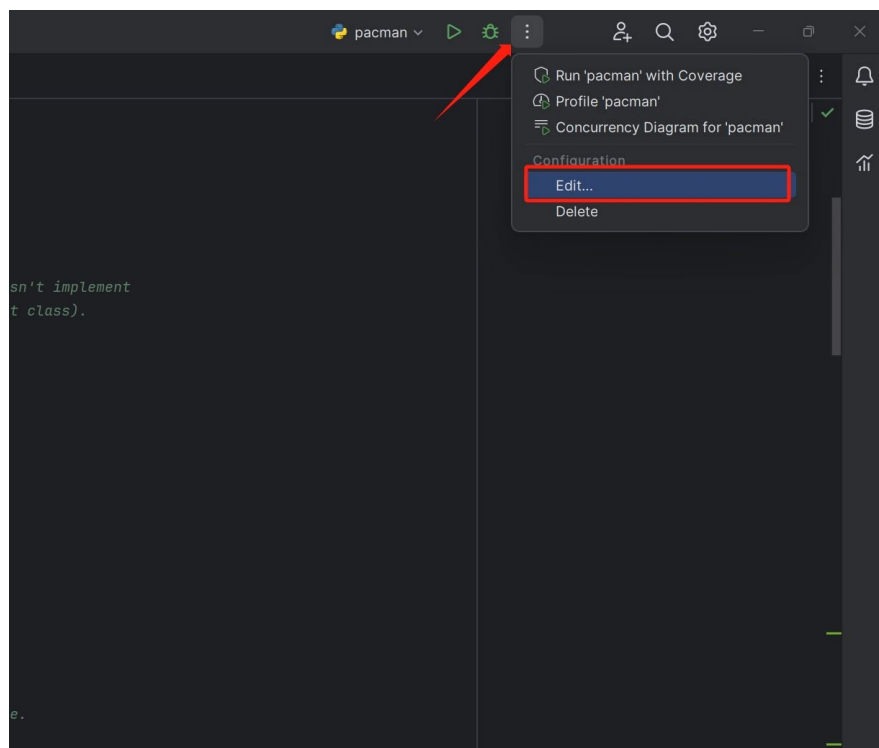 pacman
Run 'pacman' with Coverage
Profile 'pacman'
Concurrency Diagram for 'pacman'
Configuration
Edit...
Delete
sn't implement
t class).
e.